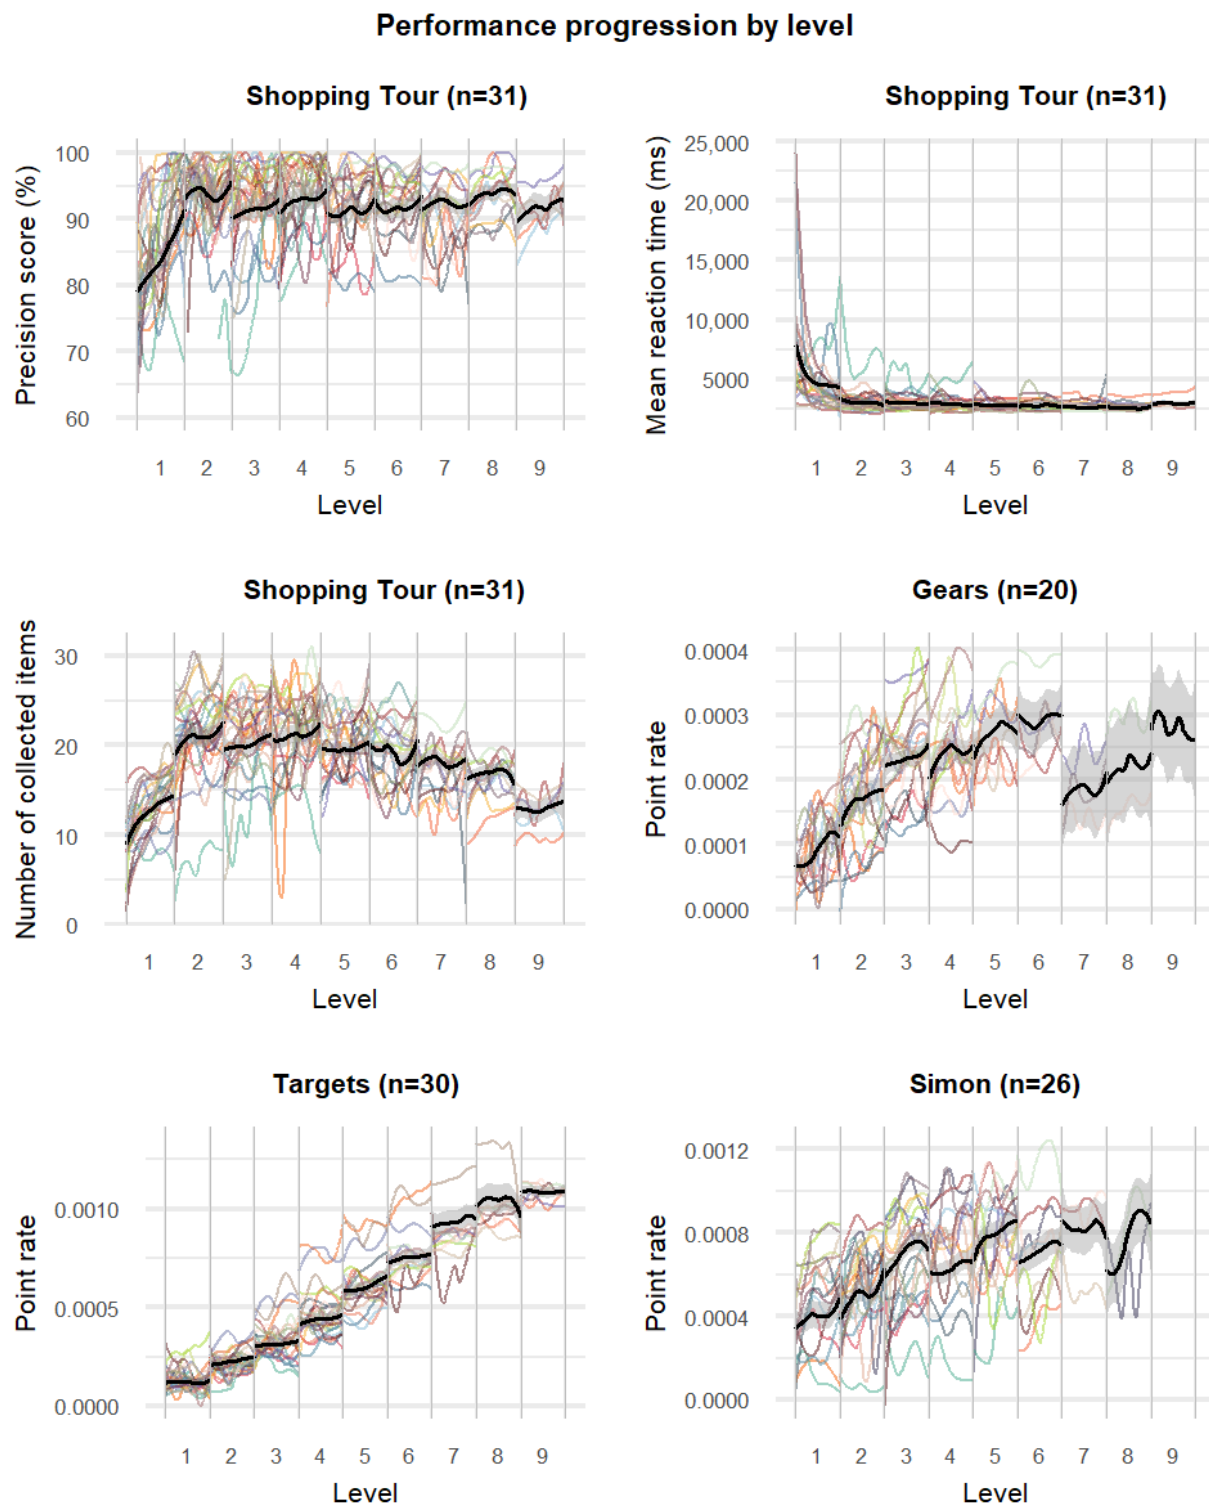 Performance progression by level
Shopping Tour (n=31)
Precision score (%)
100
90
80
70
60
1 2 3 4 5 6 7 8 9
Level
Shopping Tour (n=31)
Mean reaction time (ms)
25,000
20,000
15,000
10,000
5000
1 2 3 4 5 6 7 8 9
Level
Shopping Tour (n=31)
Number of collected items
30
20
10
0
1 2 3 4 5 6 7 8 9
Level
Gears (n=20)
Point rate
0.0004
0.0003
0.0002
0.0001
0.0000
1 2 3 4 5 6 7 8 9
Level
Targets (n=30)
Point rate
0.0010
0.0005
0.0000
1 2 3 4 5 6 7 8 9
Level
Simon (n=26)
Point rate
0.0012
0.0008
0.0004
0.0000
1 2 3 4 5 6 7 8 9
Level